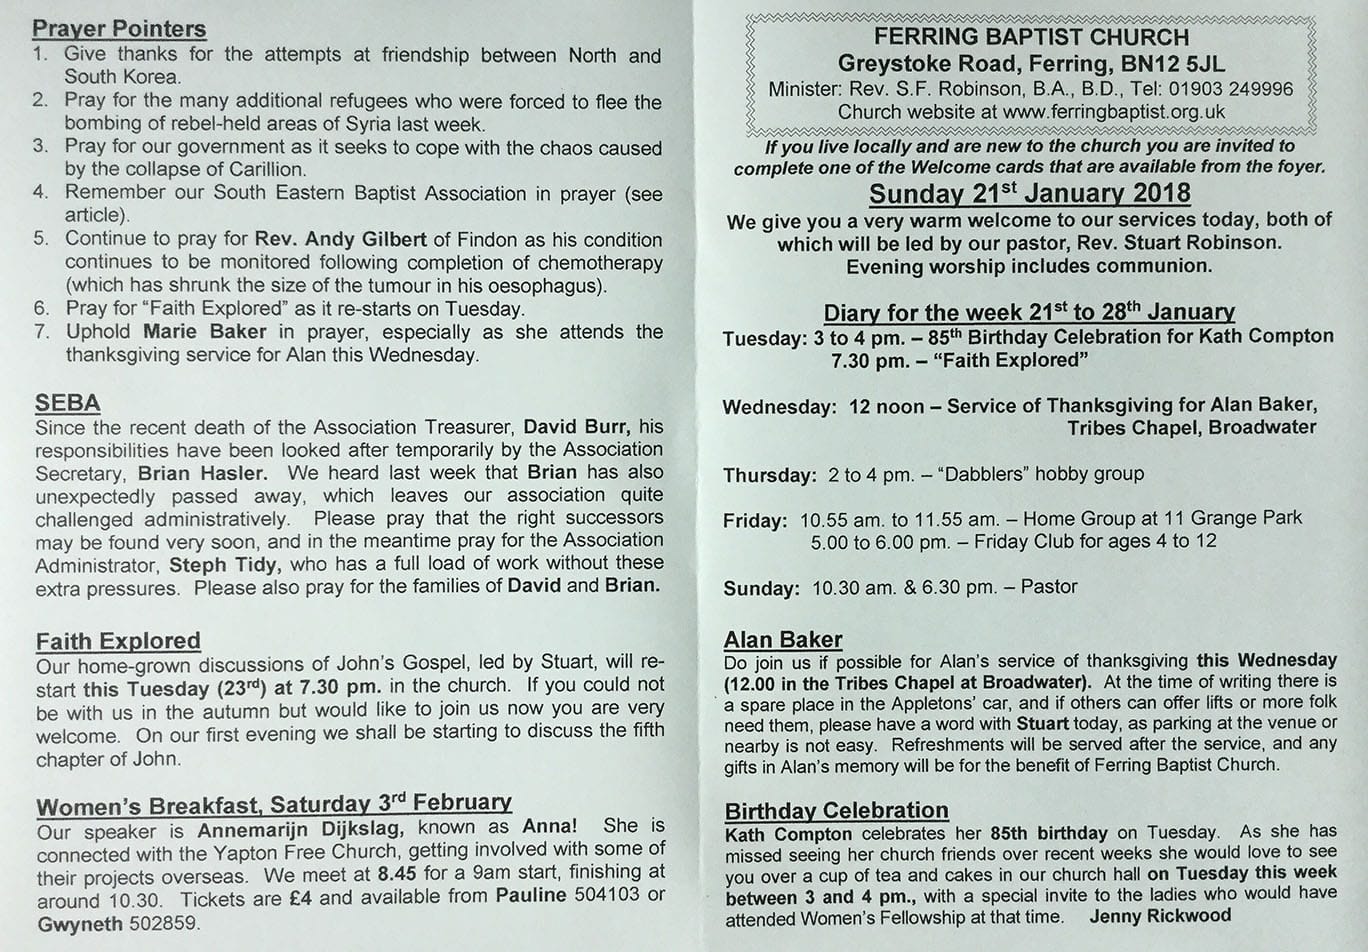 Prayer Pointers
1. Give thanks for the attempts at friendship between North and
South Korea.
2. Pray for the many additional refugees who were forced to flee the
bombing of rebel-held areas of Syria last week.
3. Pray for our government as it seeks to cope with the chaos caused
by the collapse of Carillion.
4. Remember our South Eastern Baptist Association in prayer (see
article).
5. Continue to pray for Rev. Andy Gilbert of Findon as his condition
continues to be monitored following completion of chemotherapy
(which has shrunk the size of the tumour in his oesophagus).
6. Pray for “Faith Explored” as it re-starts on Tuesday.
7. Uphold Marie Baker in prayer, especially as she attends the
thanksgiving service for Alan this Wednesday.
SEBA
Since the recent death of the Association Treasurer, David Burr, his
responsibilities have been looked after temporarily by the Association
Secretary, Brian Hasler. We heard last week that Brian has also
unexpectedly passed away, which leaves our association quite
challenged administratively. Please pray that the right successors
may be found very soon, and in the meantime pray for the Association
Administrator, Steph Tidy, who has a full load of work without these
extra pressures. Please also pray for the families of David and Brian.
Faith Explored
Our home-grown discussions of John’s Gospel, led by Stuart, will re-
start this Tuesday (23rd) at 7.30 pm. in the church. If you could not
be with us in the autumn but would like to join us now you are very
welcome. On our first evening we shall be starting to discuss the fifth
chapter of John.
Women’s Breakfast, Saturday 3rd February
Our speaker is Annemarijn Dijkslag, known as Anna! She is
connected with the Yapton Free Church, getting involved with some of
their projects overseas. We meet at 8.45 for a 9am start, finishing at
around 10.30. Tickets are £4 and available from Pauline 504103 or
Gwyneth 502859.
FERRING BAPTIST CHURCH
Greystoke Road, Ferring, BN12 5JL
Minister: Rev. S.F. Robinson, B.A., B.D., Tel: 01903 249996
Church website at www.ferringbaptist.org.uk
If you live locally and are new to the church you are invited to
complete one of the Welcome cards that are available from the foyer.
Sunday 21st January 2018
We give you a very warm welcome to our services today, both of
which will be led by our pastor, Rev. Stuart Robinson.
Evening worship includes communion.
Diary for the week 21st to 28th January
Tuesday: 3 to 4 pm. – 85th Birthday Celebration for Kath Compton
7.30 pm. – “Faith Explored”
Wednesday: 12 noon – Service of Thanksgiving for Alan Baker,
Tribes Chapel, Broadwater
Thursday: 2 to 4 pm. – “Dabblers” hobby group
Friday: 10.55 am. to 11.55 am. – Home Group at 11 Grange Park
5.00 to 6.00 pm. – Friday Club for ages 4 to 12
Sunday: 10.30 am. & 6.30 pm. – Pastor
Alan Baker
Do join us if possible for Alan’s service of thanksgiving this Wednesday
(12.00 in the Tribes Chapel at Broadwater). At the time of writing there is
a spare place in the Appletons’ car, and if others can offer lifts or more folk
need them, please have a word with Stuart today, as parking at the venue or
nearby is not easy. Refreshments will be served after the service, and any
gifts in Alan’s memory will be for the benefit of Ferring Baptist Church.
Birthday Celebration
Kath Compton celebrates her 85th birthday on Tuesday. As she has
missed seeing her church friends over recent weeks she would love to see
you over a cup of tea and cakes in our church hall on Tuesday this week
between 3 and 4 pm., with a special invite to the ladies who would have
attended Women’s Fellowship at that time. Jenny Rickwood